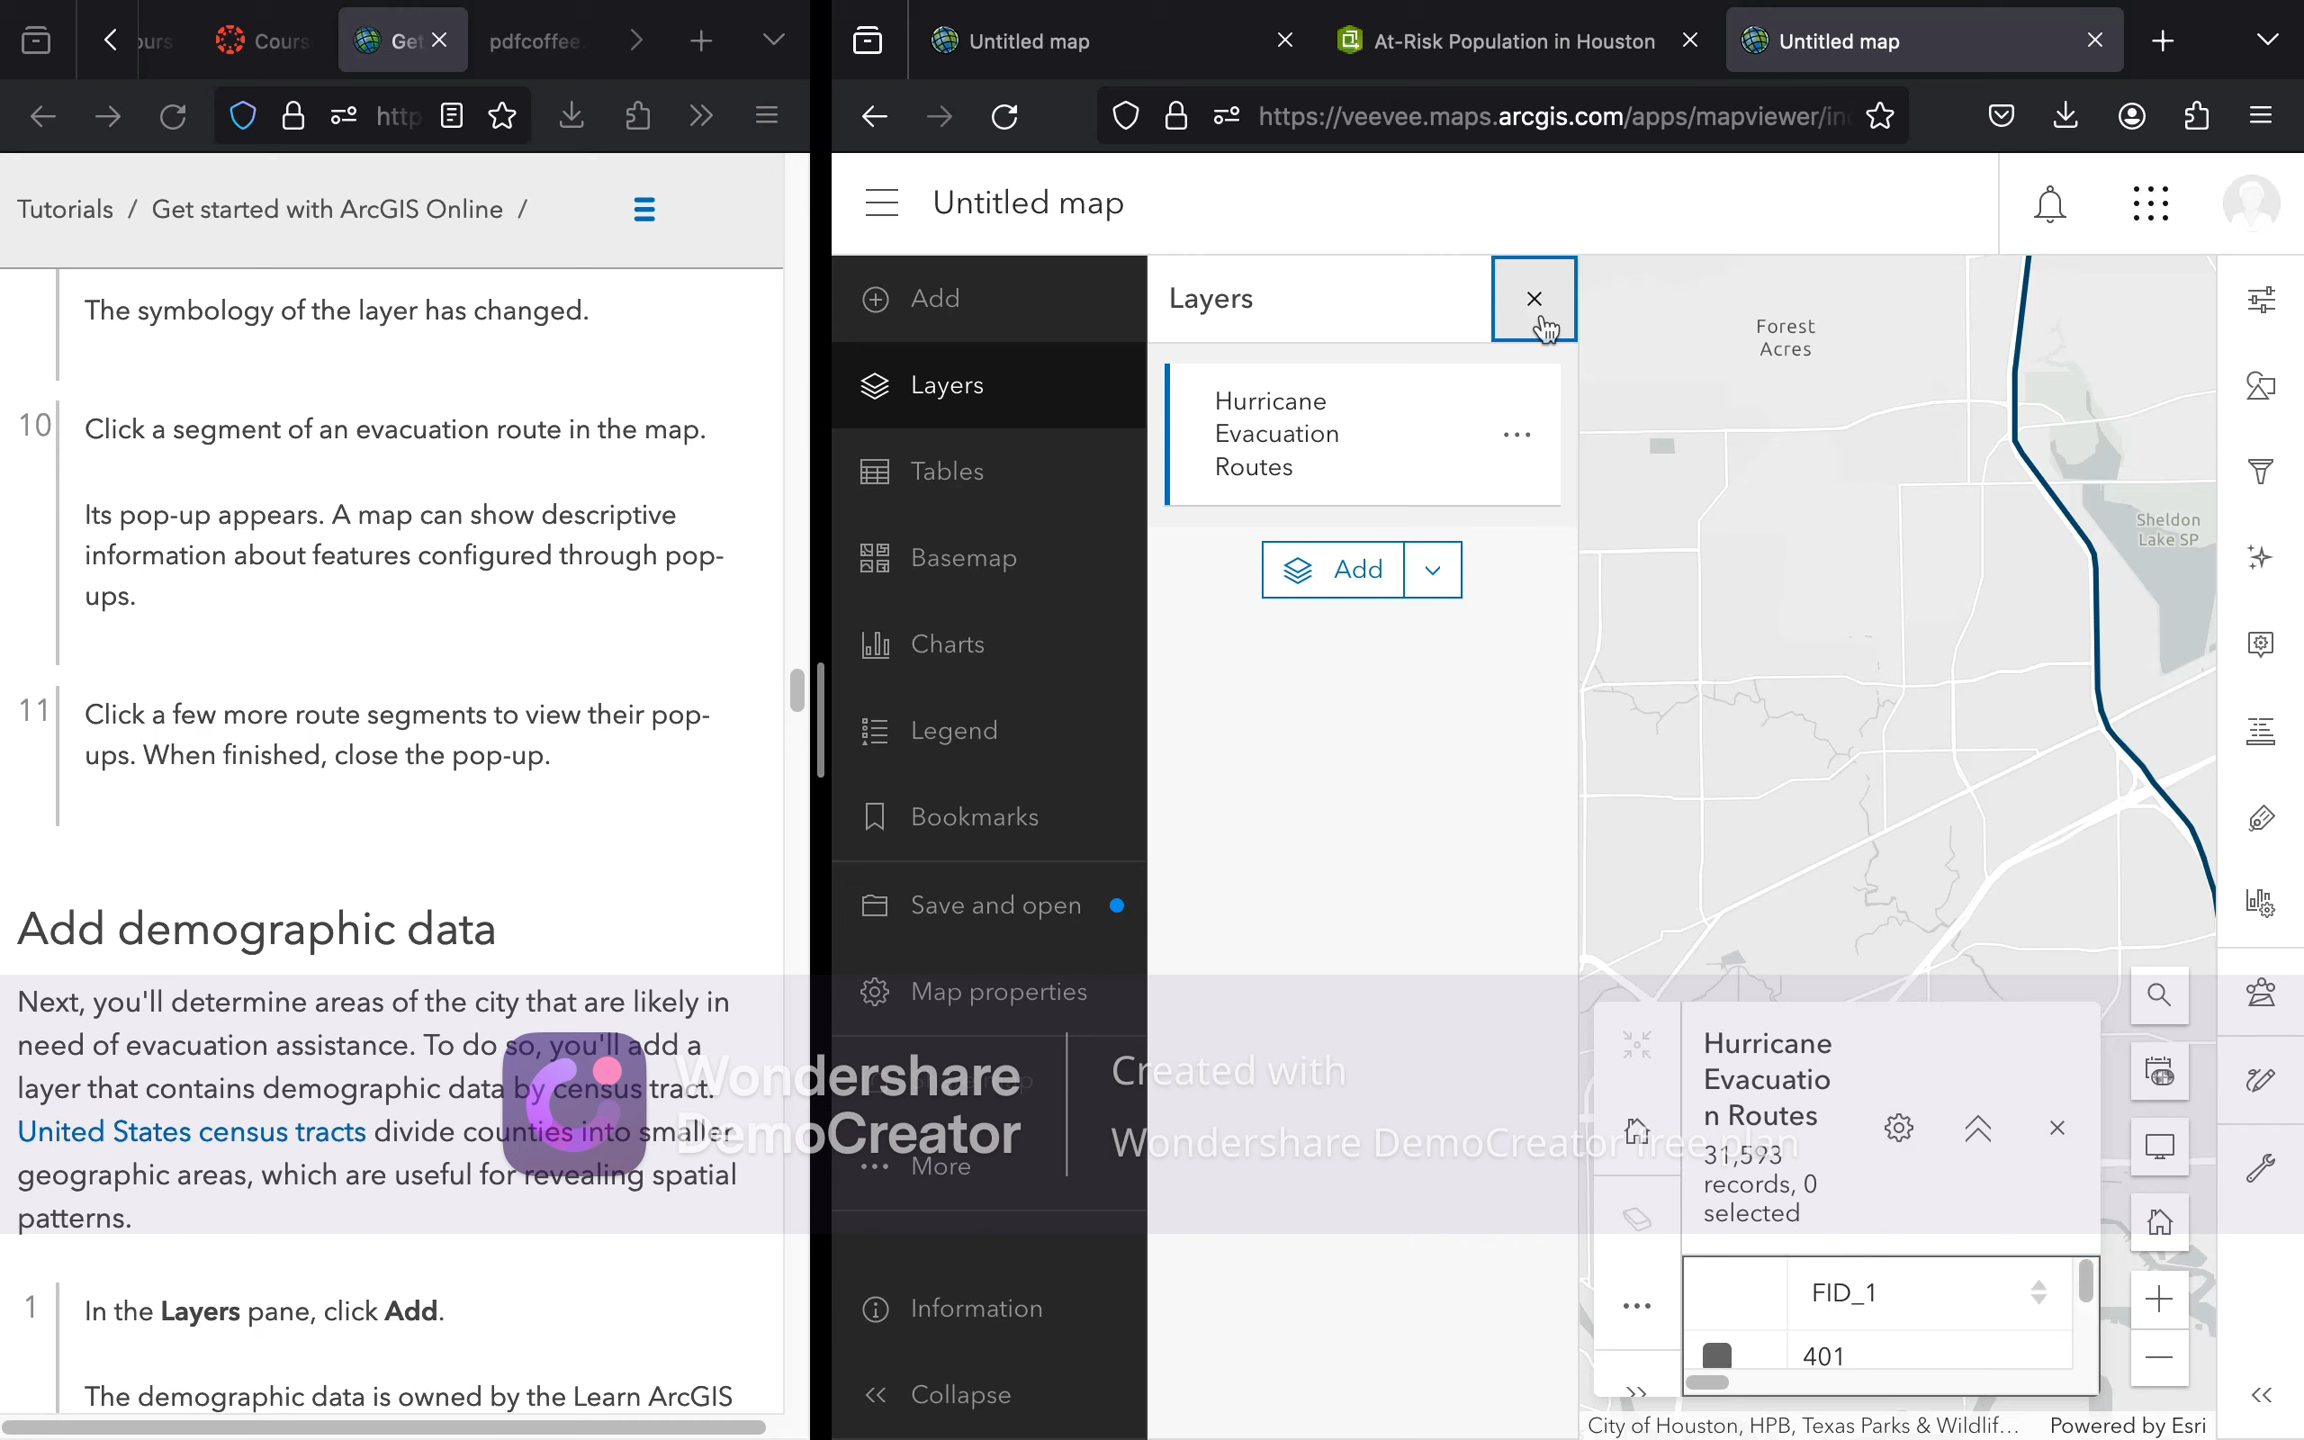 ours
Cours
Get
pdfcoffee.
Untitled map
At-Risk Population in Houston
Untitled map
http
https://veevee.maps.arcgis.com/apps/mapviewer/in
Tutorials / Get started with ArcGIS Online /
The symbology of the layer has changed.
10
Click a segment of an evacuation route in the map.
Its pop-up appears. A map can show descriptive
information about features configured through pop-
ups.
11
Click a few more route segments to view their pop-
ups. When finished, close the pop-up.
Add demographic data
Next, you'll determine areas of the city that are likely in
need of evacuation assistance. To do so, you'll add a
layer that contains demographic data by census tract.
United States census tracts divide counties into smaller
geographic areas, which are useful for revealing spatial
patterns.
1
In the Layers pane, click Add.
The demographic data is owned by the Learn ArcGIS
Untitled map
Add
Layers
Tables
Basemap
Charts
Legend
Bookmarks
Save and open
Map properties
More
Information
Collapse
Layers
Hurricane
Evacuation
Routes
Add
Forest
Acres
Sheldon
Lake SP
Hurricane
Evacuatio
n Routes
31,593
records, 0
selected
FID_1
401
City of Houston, HPB, Texas Parks & Wildlif...
Powered by Esri
Wondershare
DemoCreator
Created with
Wondershare DemoCreator free plan